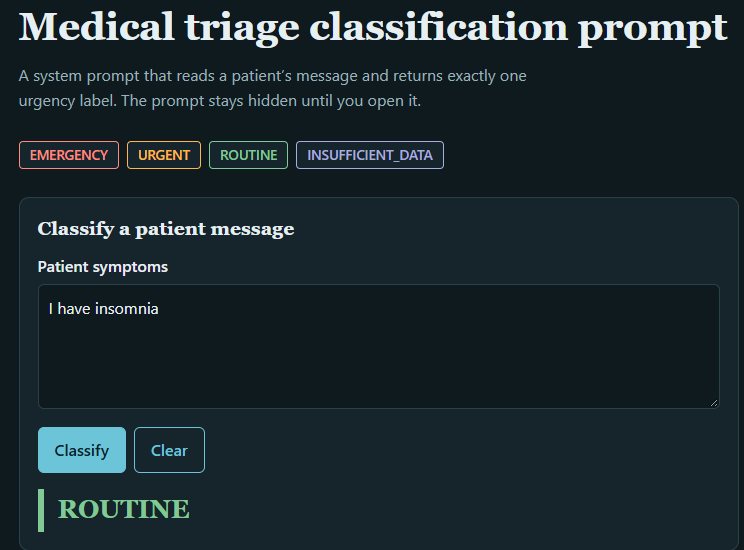 Medical triage classification prompt
A system prompt that reads a patient’s message and returns exactly one
urgency label. The prompt stays hidden until you open it.
EMERGENCY URGENT ROUTINE INSUFFICIENT_DATA
Classify a patient message
Patient symptoms
I have insomnia
Classify Clear
ROUTINE